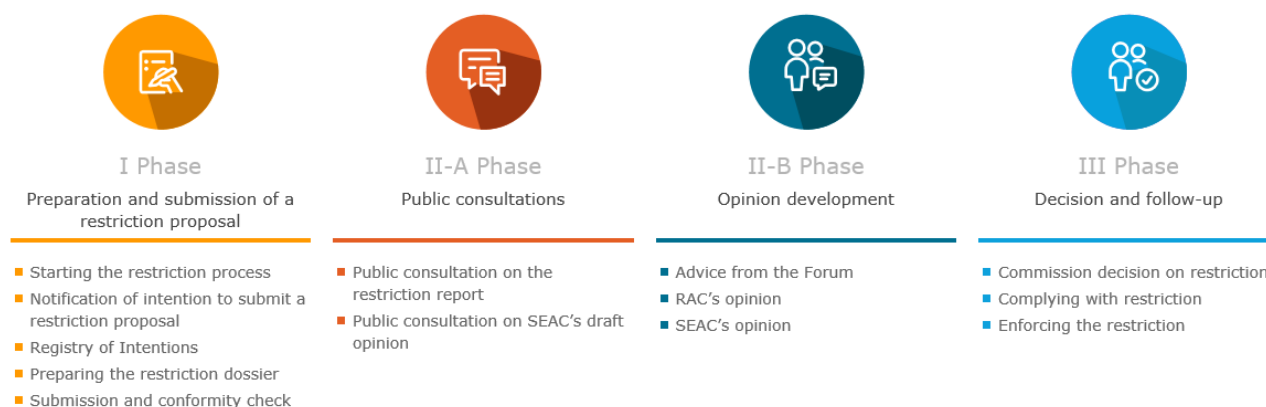 I Phase
Preparation and submission of a
restriction proposal
Starting the restriction process
Notification of intention to submit a
restriction proposal
Registry of Intentions
Preparing the restriction dossier
Submission and conformity check
II-A Phase
Public consultations
Public consultation on the
restriction report
Public consultation on SEAC's draft
opinion
II-B Phase
Opinion development
Advice from the Forum
RAC's opinion
SEAC's opinion
III Phase
Decision and follow-up
Commission decision on restriction
Complying with restriction
Enforcing the restriction